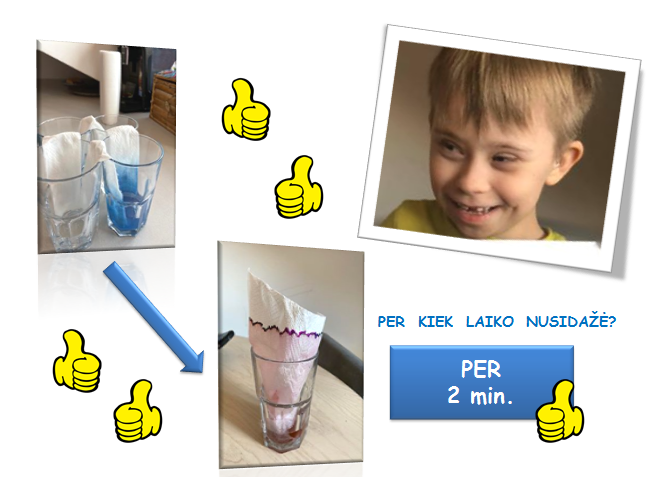 PER KIEK LAIKO NUSIDAŽĖ?
PER
2 min.